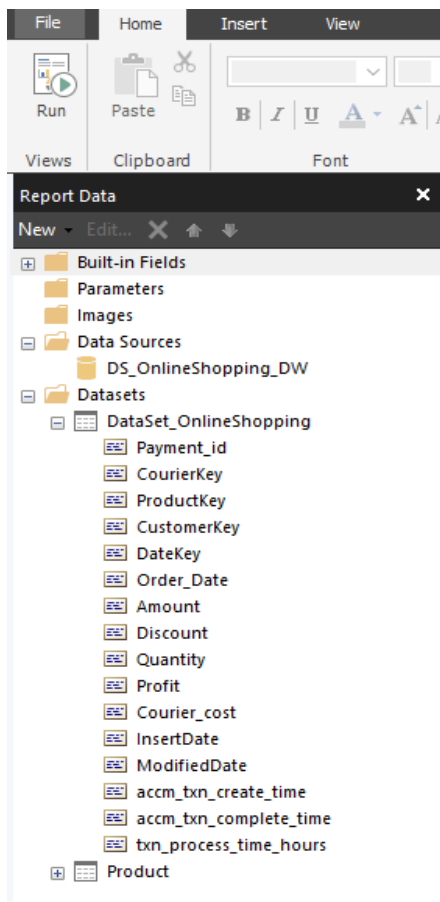 File Home Insert View
Run Paste
B I U A A
Views Clipboard Font
Report Data
New Edit...
Built-in Fields
Parameters
Images
Data Sources
DS_OnlineShopping_DW
Datasets
DataSet_OnlineShopping
Payment_id
CourierKey
ProductKey
CustomerKey
DateKey
Order_Date
Amount
Discount
Quantity
Profit
Courier_cost
InsertDate
ModifiedDate
accm_txn_create_time
accm_txn_complete_time
txn_process_time_hours
Product